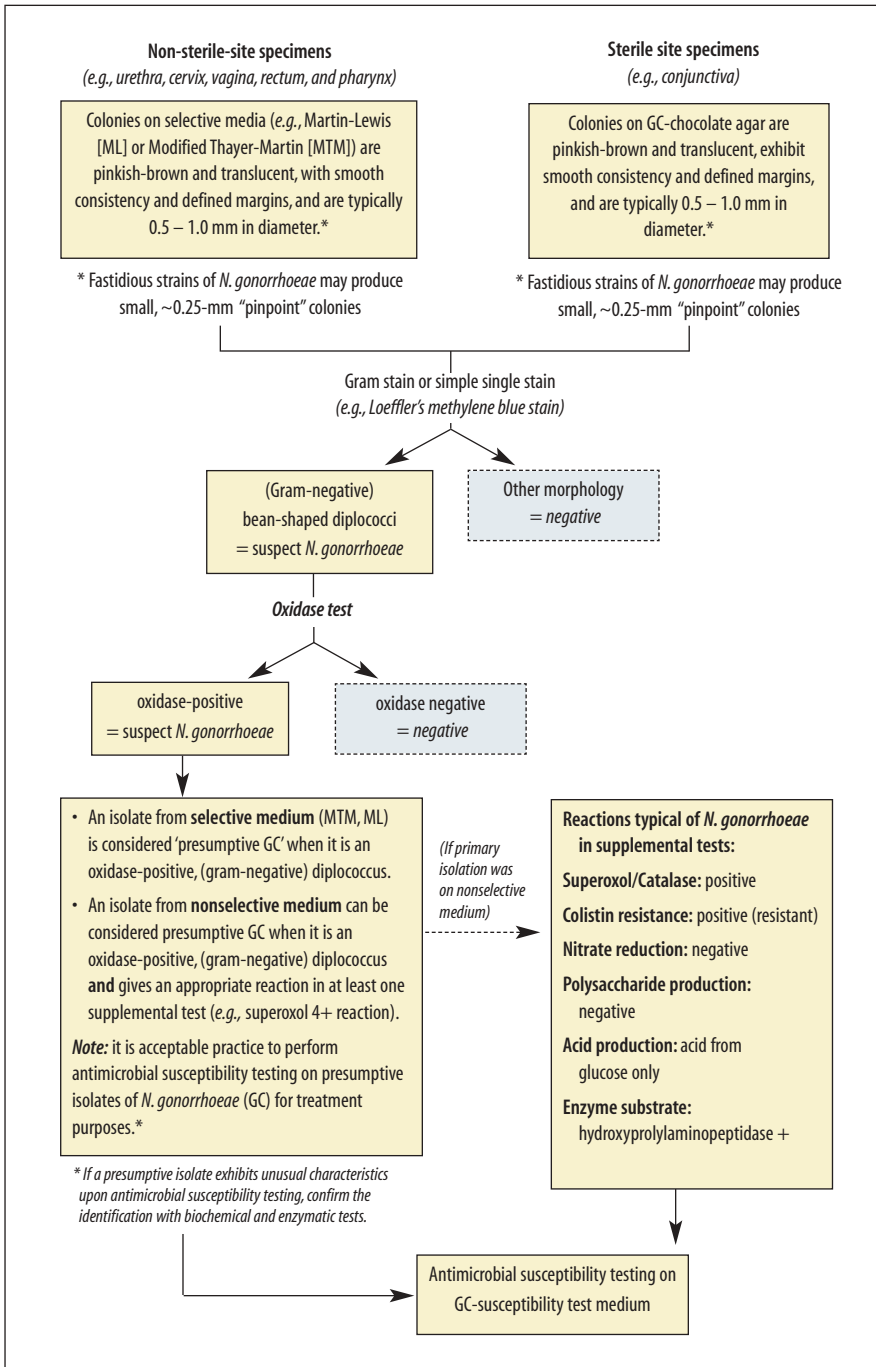 Non-sterile-site specimens
(e.g., urethra, cervix, vagina, rectum, and pharynx)
Colonies on selective media (e.g., Martin-Lewis
[ML] or Modified Thayer-Martin [MTM]) are
pinkish-brown and translucent, with smooth
consistency and defined margins, and are typically
0.5 – 1.0 mm in diameter.*
* Fastidious strains of N. gonorrhoeae may produce
small, ~0.25-mm “pinpoint” colonies
Sterile site specimens
(e.g., conjunctiva)
Colonies on GC-chocolate agar are
pinkish-brown and translucent, exhibit
smooth consistency and defined margins,
and are typically 0.5 – 1.0 mm in
diameter.*
* Fastidious strains of N. gonorrhoeae may produce
small, ~0.25-mm “pinpoint” colonies
Gram stain or simple single stain
(e.g., Loeffler’s methylene blue stain)
(Gram-negative)
bean-shaped diplococci
= suspect N. gonorrhoeae
Other morphology
= negative
Oxidase test
oxidase-positive
= suspect N. gonorrhoeae
oxidase negative
= negative
• An isolate from selective medium (MTM, ML)
is considered ‘presumptive GC’ when it is an
oxidase-positive, (gram-negative) diplococcus.
• An isolate from nonselective medium can be
considered presumptive GC when it is an
oxidase-positive, (gram-negative) diplococcus
and gives an appropriate reaction in at least one
supplemental test (e.g., superoxol 4+ reaction).
Note: it is acceptable practice to perform
antimicrobial susceptibility testing on presumptive
isolates of N. gonorrhoeae (GC) for treatment
purposes.*
* If a presumptive isolate exhibits unusual characteristics
upon antimicrobial susceptibility testing, confirm the
identification with biochemical and enzymatic tests.
(If primary
isolation was
on nonselective
medium)
Reactions typical of N. gonorrhoeae
in supplemental tests:
Superoxol/Catalase: positive
Colistin resistance: positive (resistant)
Nitrate reduction: negative
Polysaccharide production:
negative
Acid production: acid from
glucose only
Enzyme substrate:
hydroxyprolylaminopeptidase +
Antimicrobial susceptibility testing on
GC-susceptibility test medium